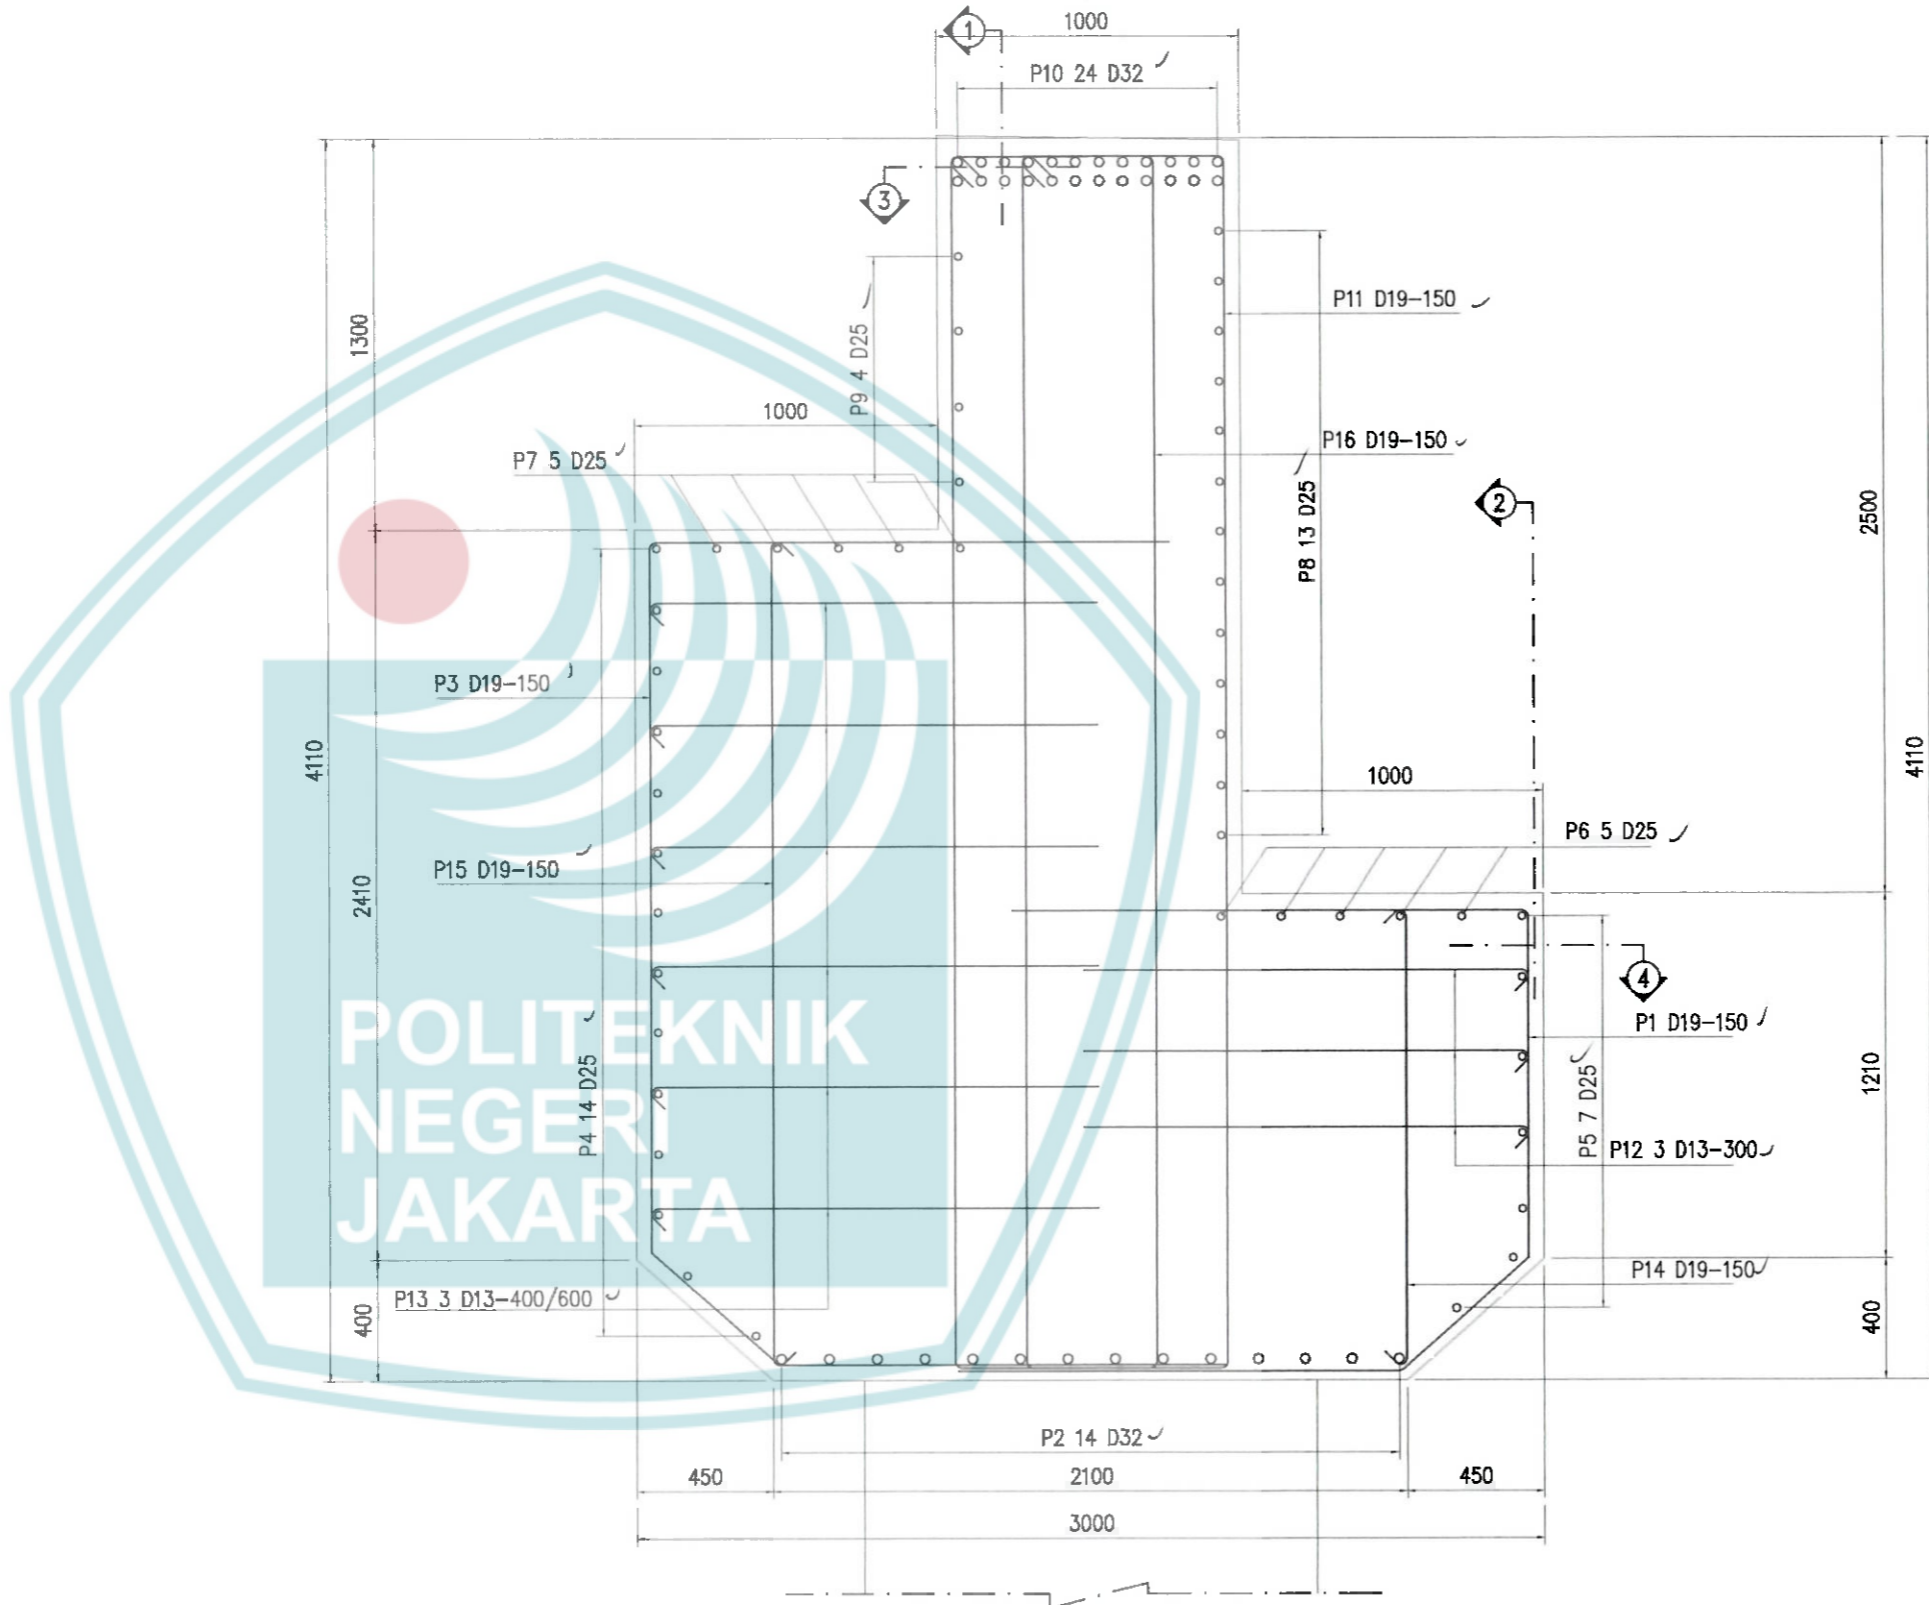 1
1000
P10 24 D32
3
1300
P9 4 D25
P11 D19-150
1000
P16 D19-150
P7 5 D25
2
P8 13 D25
2500
P3 D19-150
4110
4110
1000
P6 5 D25
P15 D19-150
2410
4
P1 D19-150
POLITEKNIK
NEGERI
JAKARTA
P4 14 D25
P5 7 D25
1210
P12 3 D13-300
P14 D19-150
P13 3 D13-400/600
400
400
P2 14 D32
450
2100
450
3000